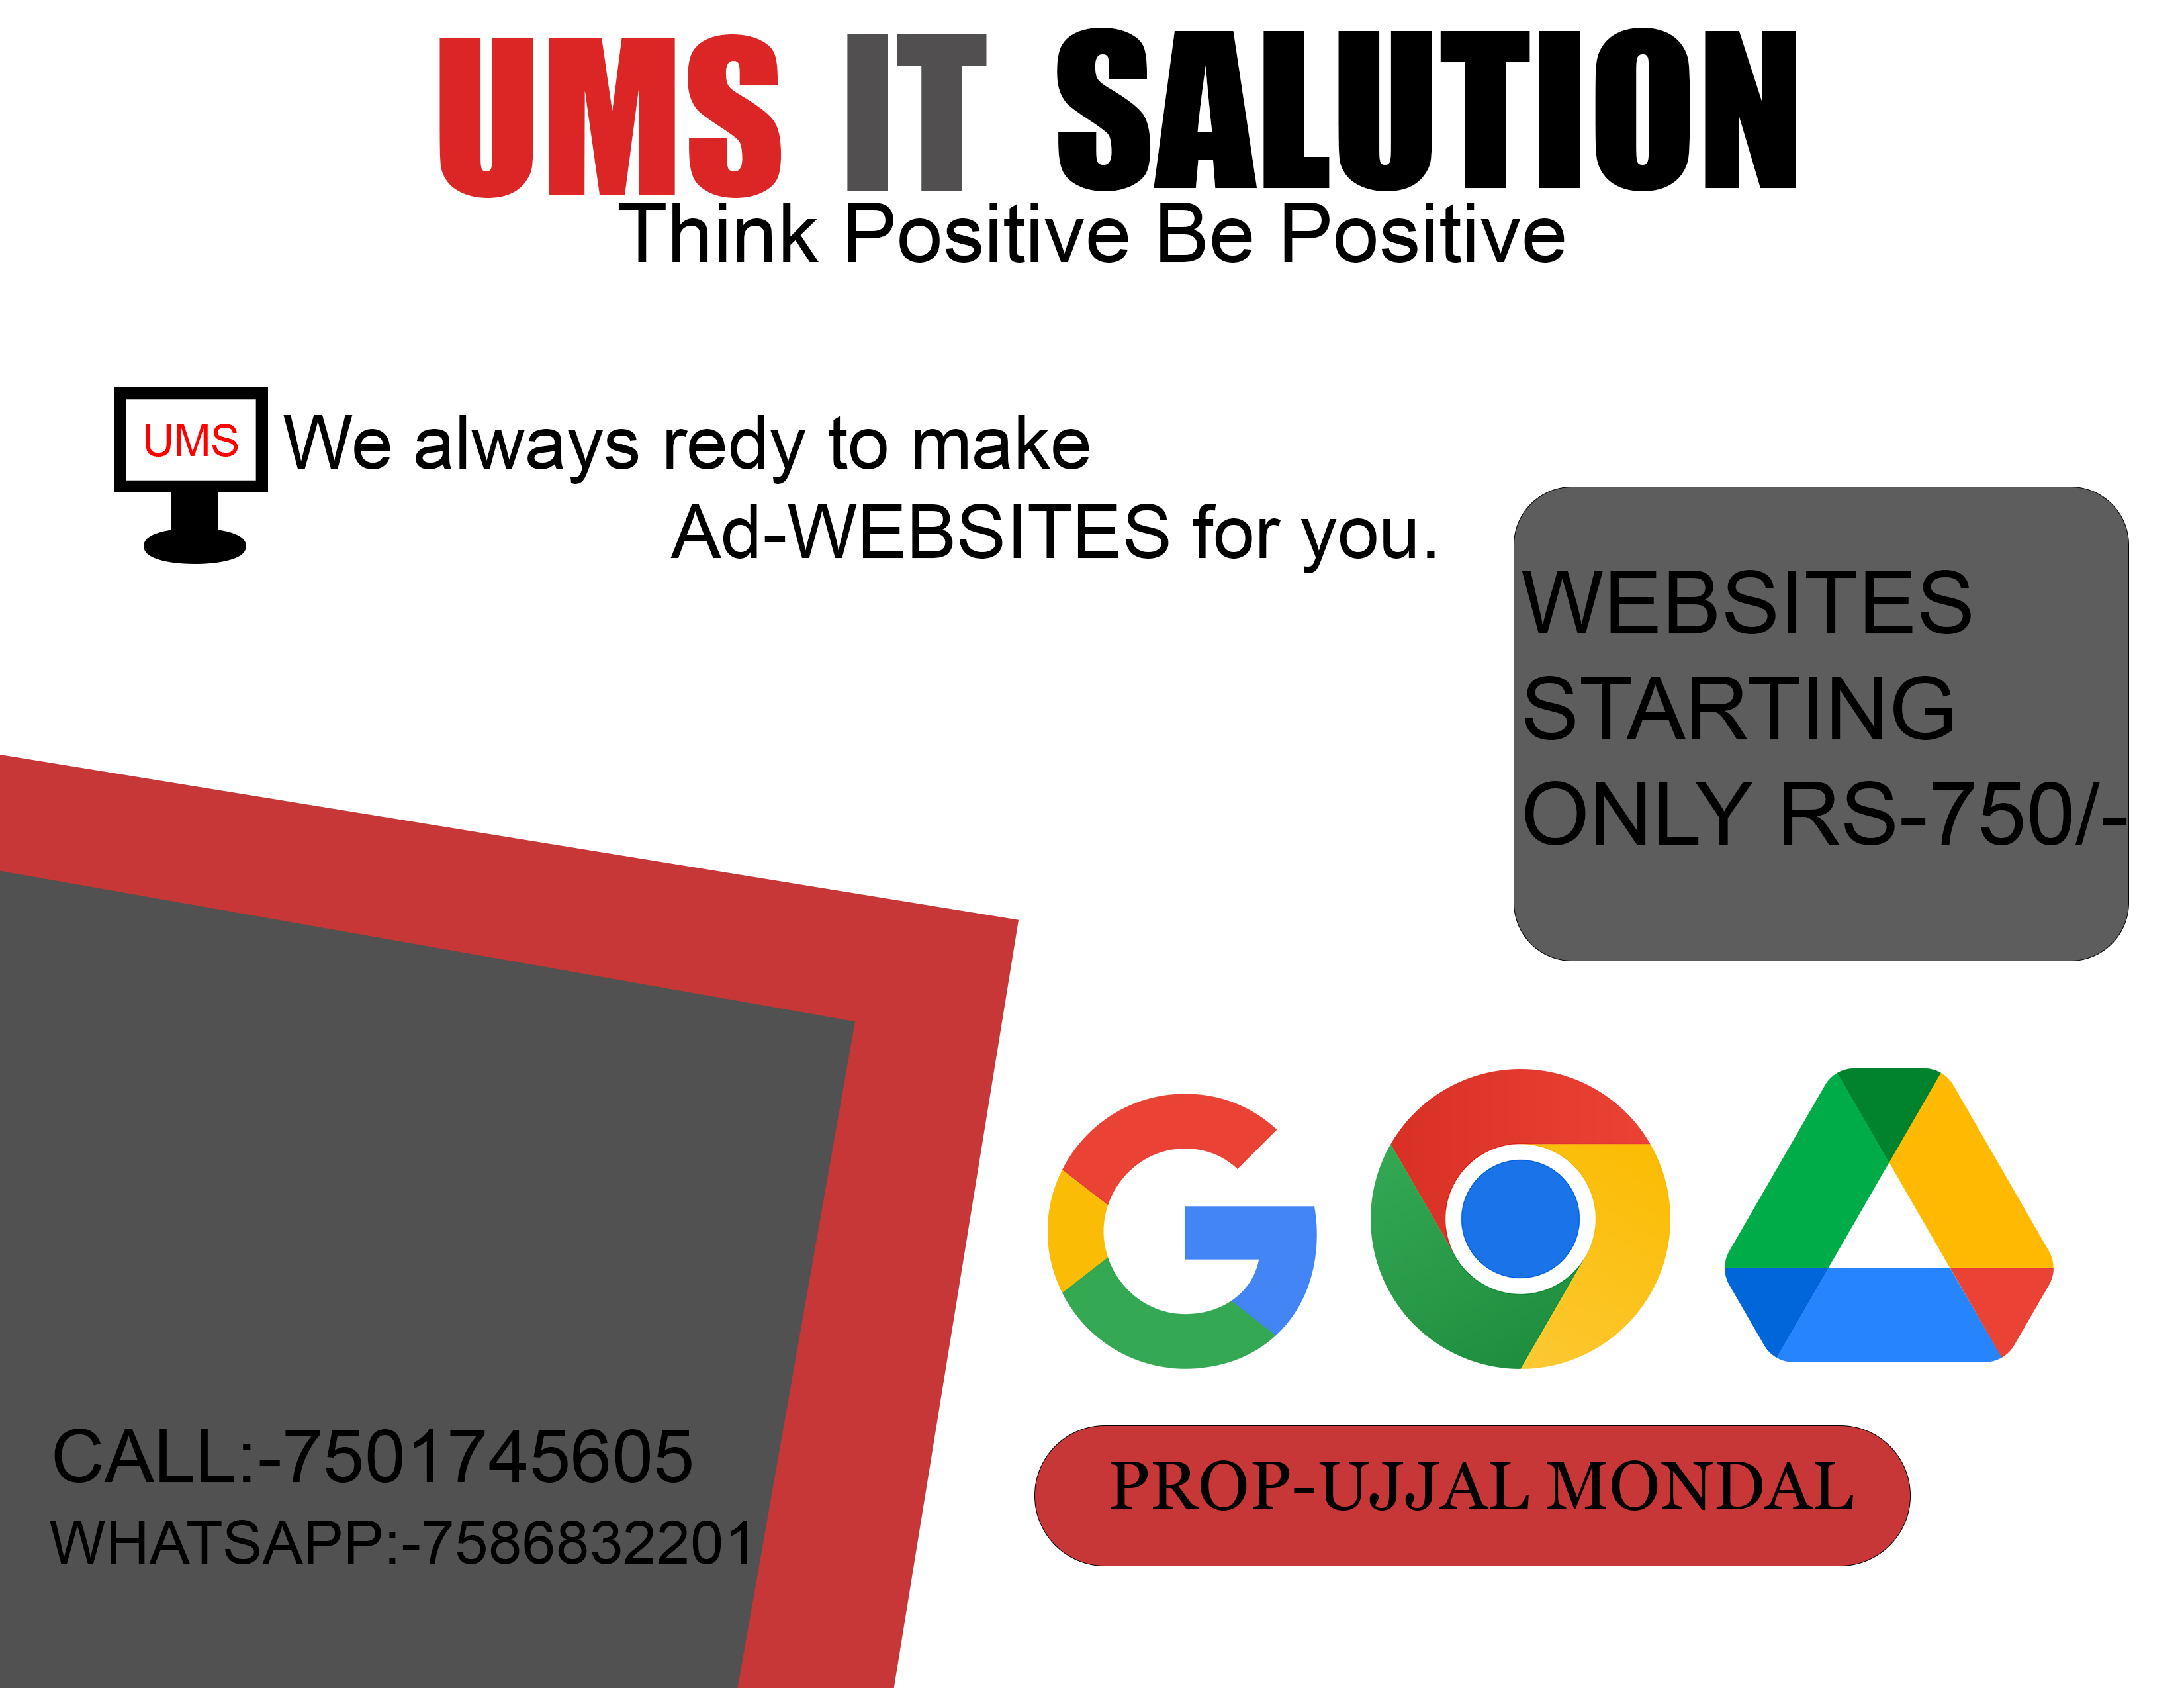 UMS IT SALUTION
Think Positive Be Positive
UMS
We always redy to make
Ad-WEBSITES for you.
WEBSITES
STARTING
ONLY RS-750/-
CALL:-7501745605
WHATSAPP:-7586832201
PROP-UJJAL MONDAL